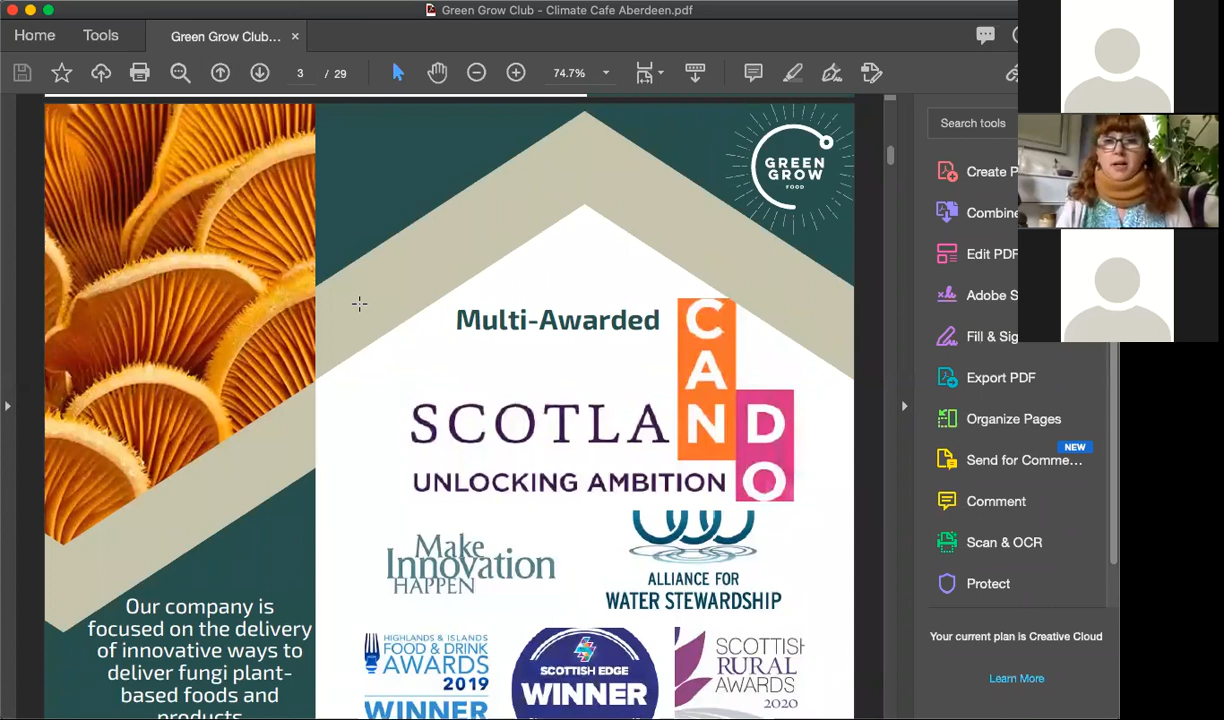 Green Grow Club - Climate Cafe Aberdeen.pdf
Home
Tools
Green Grow Club...
×
3 / 29
74.7%
Search tools
Create P
Combine
Edit PDF
Adobe S
Fill & Sig
Export PDF
Organize Pages
NEW
Send for Comme...
Comment
Scan & OCR
Protect
Your current plan is Creative Cloud
Learn More
GREEN
GROW
FOOD
Multi-Awarded
SCOTLAND
CAN
DO
UNLOCKING AMBITION
Make
Innovation
HAPPEN
ALLIANCE FOR
WATER STEWARDSHIP
Our company is
focused on the delivery
of innovative ways to
deliver fungi plant-
based foods and
products
HIGHLANDS & ISLANDS
FOOD & DRINK
AWARDS
2019
WINNER
SCOTTISH EDGE
WINNER
SCOTTISH
RURAL
AWARDS
2020